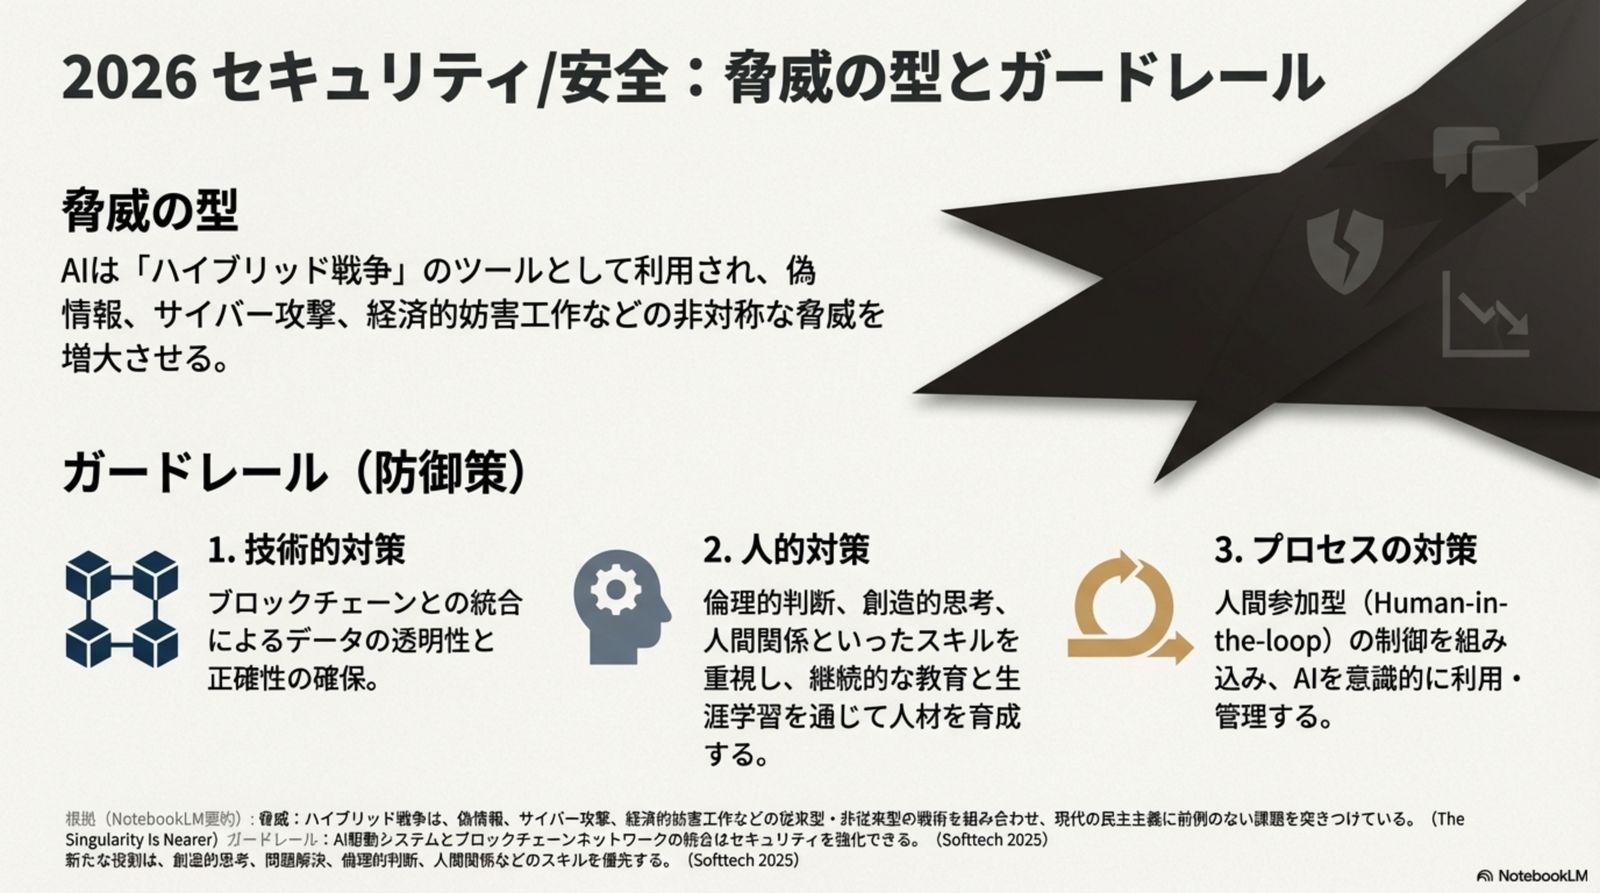 2026 セキュリティ/安全：脅威の型とガードレール
脅威の型
AIは「ハイブリッド戦争」のツールとして利用され、偽
情報、サイバー攻撃、経済的妨害工作などの非対称な脅威を
増大させる。
ガードレール（防御策）
1. 技術的対策
ブロックチェーンとの統合
によるデータの透明性と
正確性の確保。
2. 人的対策
倫理的判断、創造的思考、
人間関係といったスキルを
重視し、継続的な教育と生
涯学習を通じて人材を育成
する。
3. プロセスの対策
人間参加型（Human-in-
the-loop）の制御を組み
込み、AIを意識的に利用・
管理する。
根拠（NotebookLM要約）: 脅威：ハイブリッド戦争は、偽情報、サイバー攻撃、経済的妨害工作などの従来型・非従来型の戦術を組み合わせ、現代の民主主義に前例のない課題を突きつけている。（The
Singularity Is Nearer）ガードレール：AI駆動システムとブロックチェーンネットワークの統合はセキュリティを強化できる。（Softtech 2025）
新たな役割は、創造的思考、問題解決、倫理的判断、人間関係などのスキルを優先する。（Softtech 2025）
NotebookLM